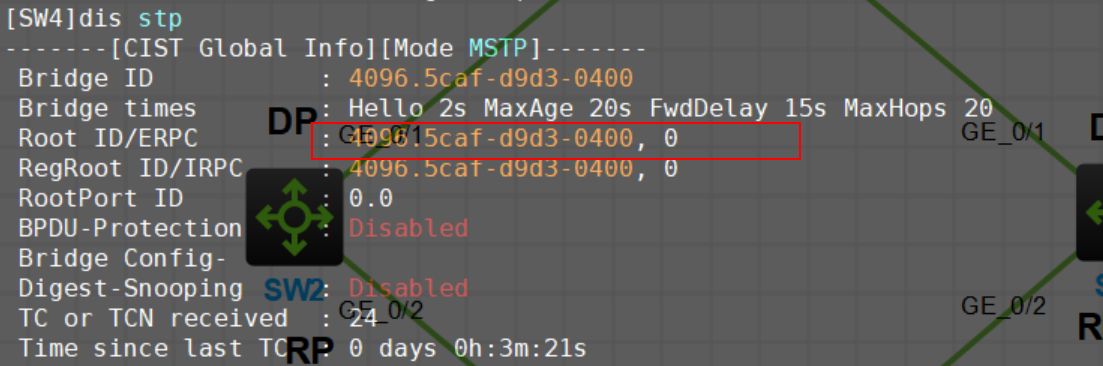 [SW4]dis stp
-------[CIST Global Info][Mode MSTP]-------
Bridge ID : 4096.5caf-d9d3-0400
Bridge times : Hello 2s MaxAge 20s FwdDelay 15s MaxHops 20
Root ID/ERPC : 4096.5caf-d9d3-0400, 0
RegRoot ID/IRPC : 4096.5caf-d9d3-0400, 0
RootPort ID : 0.0
BPDU-Protection : Disabled
Bridge Config-
Digest-Snooping : Disabled
TC or TCN received : 24
Time since last TC : 0 days 0h:3m:21s
DP
GE_0/1
GE_0/1
SW2
GE_0/2
GE_0/2
RP